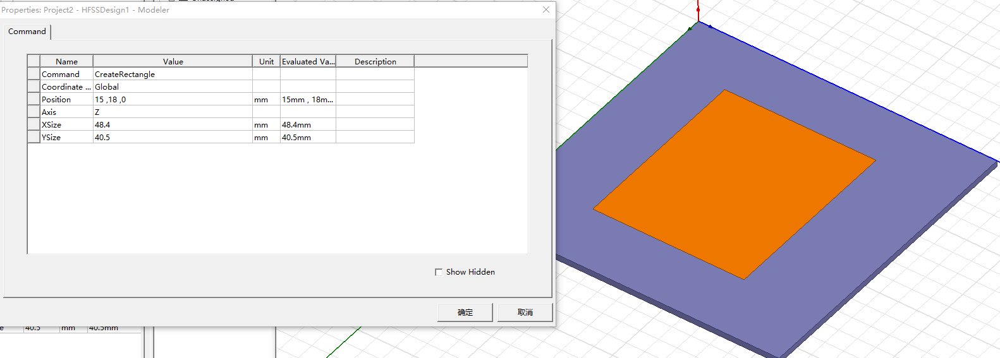 Properties: Project2 - HFSSDesign1 - Modeler
Command
Name Value Unit Evaluated Va... Description
Command CreateRectangle
Coordinate ... Global
Position 15 ,18 ,0 mm 15mm , 18m...
Axis Z
XSize 48.4 mm 48.4mm
YSize 40.5 mm 40.5mm
Show Hidden
确定 取消
40.5 mm 40.5mm